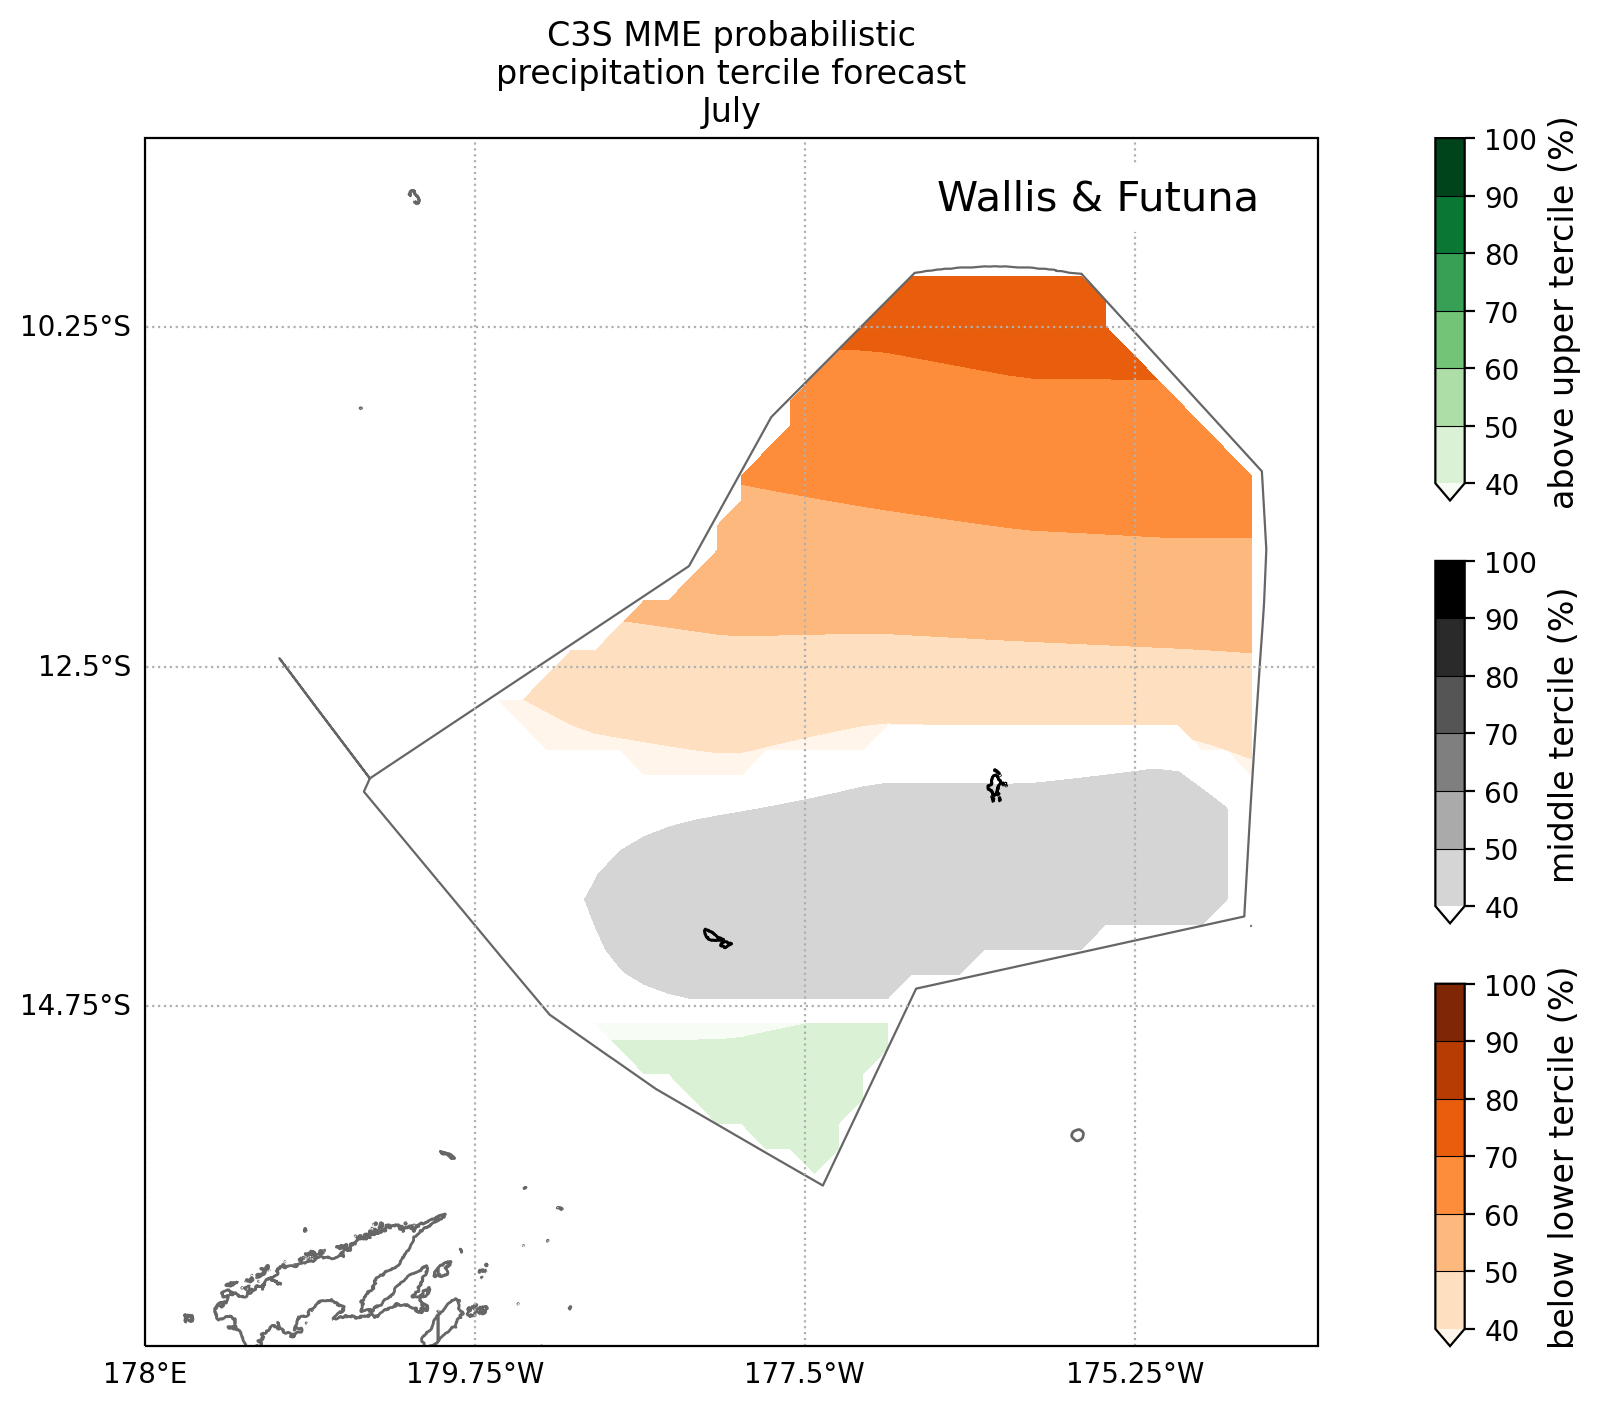 C3S MME probabilistic
precipitation tercile forecast
July
Wallis & Futuna
10.25°S
12.5°S
14.75°S
178°E
179.75°W
177.5°W
175.25°W
100
90
80
70
60
50
40
above upper tercile (%)
100
90
80
70
60
50
40
middle tercile (%)
100
90
80
70
60
50
40
below lower tercile (%)